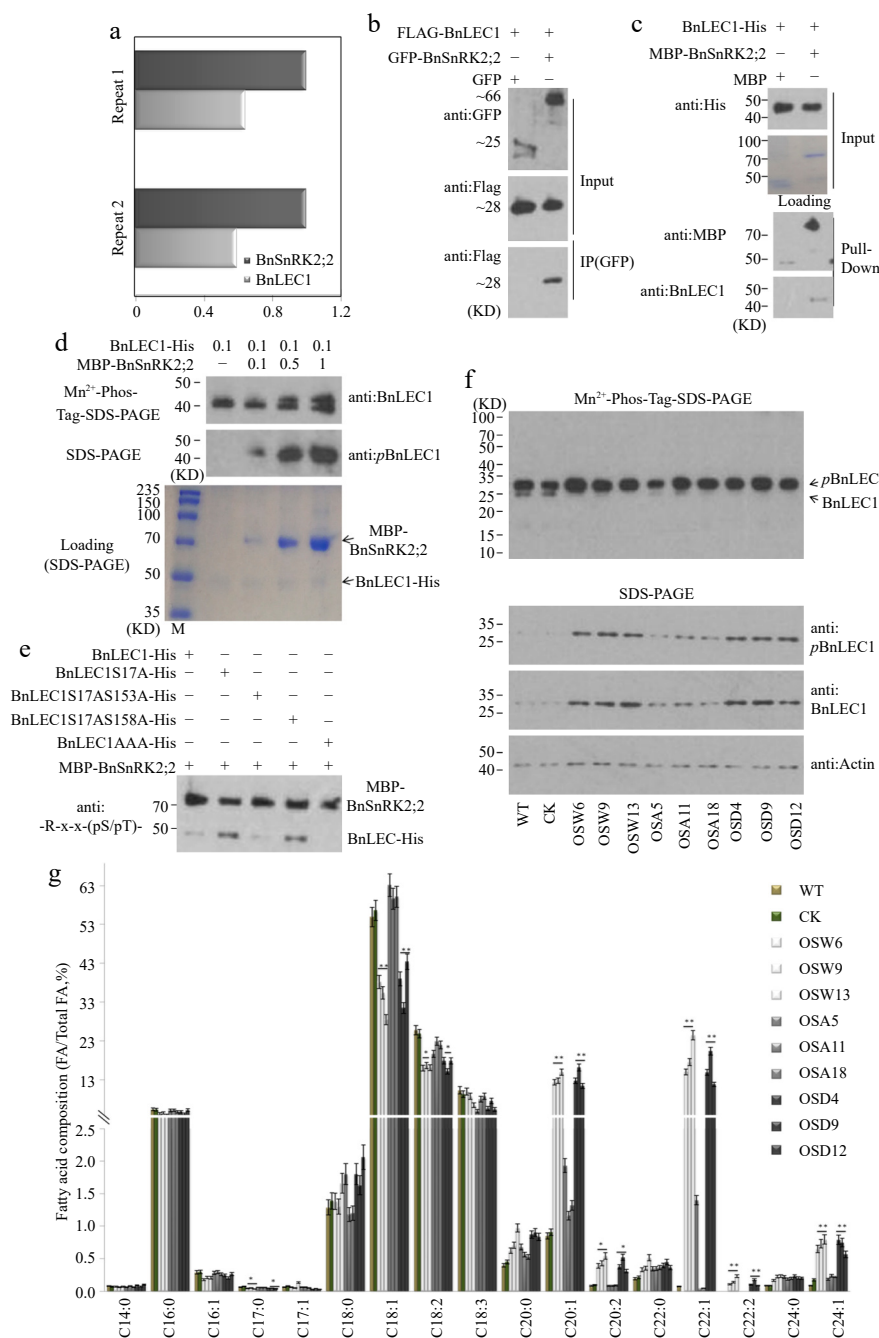 a
Repeat 1
Repeat 2
BnSnRK2;2
BnLEC1
0 0.4 0.8 1.2
b
FLAG-BnLEC1 + +
GFP-BnSnRK2;2 − +
GFP + −
~66
anti:GFP
~25
anti:Flag
~28
Input
anti:Flag
~28
IP(GFP)
(KD)
c
BnLEC1-His + +
MBP-BnSnRK2;2 − +
MBP + −
anti:His
50
40
100
70
50
Input
Loading
anti:MBP
70
50
Pull-
Down
anti:BnLEC1
50
40
(KD)
d
BnLEC1-His 0.1 0.1 0.1 0.1
MBP-BnSnRK2;2 − 0.1 0.5 1
Mn2+-Phos-
Tag-SDS-PAGE
50
40
anti:BnLEC1
SDS-PAGE
50
40
(KD)
anti:pBnLEC1
235
150
100
70
50
35
(KD) M
Loading
(SDS-PAGE)
MBP-
BnSnRK2;2
BnLEC1-His
e
BnLEC1-His + − − − −
BnLEC1S17A-His − + − − −
BnLEC1S17AS153A-His − − + − −
BnLEC1S17AS158A-His − − − + −
BnLEC1AAA-His − − − − +
MBP-BnSnRK2;2 + + + + +
anti:
-R-x-x-(pS/pT)-
70
50
MBP-
BnSnRK2;2
BnLEC-His
f
(KD)
Mn2+-Phos-Tag-SDS-PAGE
100
70
50
35
25
15
10
pBnLEC
BnLEC1
SDS-PAGE
35
25
anti:
pBnLEC1
35
25
anti:
BnLEC1
50
40
anti:Actin
WT CK OSW6 OSW9 OSW13 OSA5 OSA11 OSA18 OSD4 OSD9 OSD12
g
Fatty acid composition (FA/Total FA,%)
63
53
43
33
23
13
2.5
2.0
1.5
1.0
0.5
0.0
* * ** ** * * ** ** * * ** ** ** ** ** **
WT
CK
OSW6
OSW9
OSW13
OSA5
OSA11
OSA18
OSD4
OSD9
OSD12
C14:0 C16:0 C16:1 C17:0 C17:1 C18:0 C18:1 C18:2 C18:3 C20:0 C20:1 C20:2 C22:0 C22:1 C22:2 C24:0 C24:1